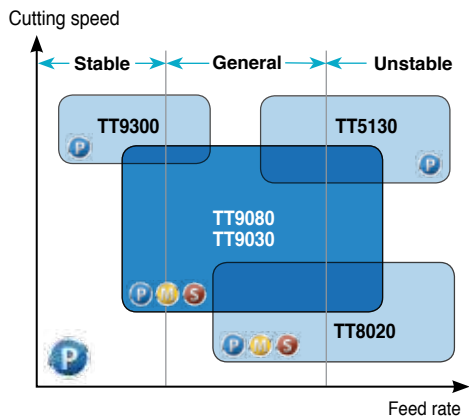 Cutting speed
Stable General Unstable
TT9300 TT5130
P P
TT9080
TT9030
P M S
TT8020
P M S
P
Feed rate